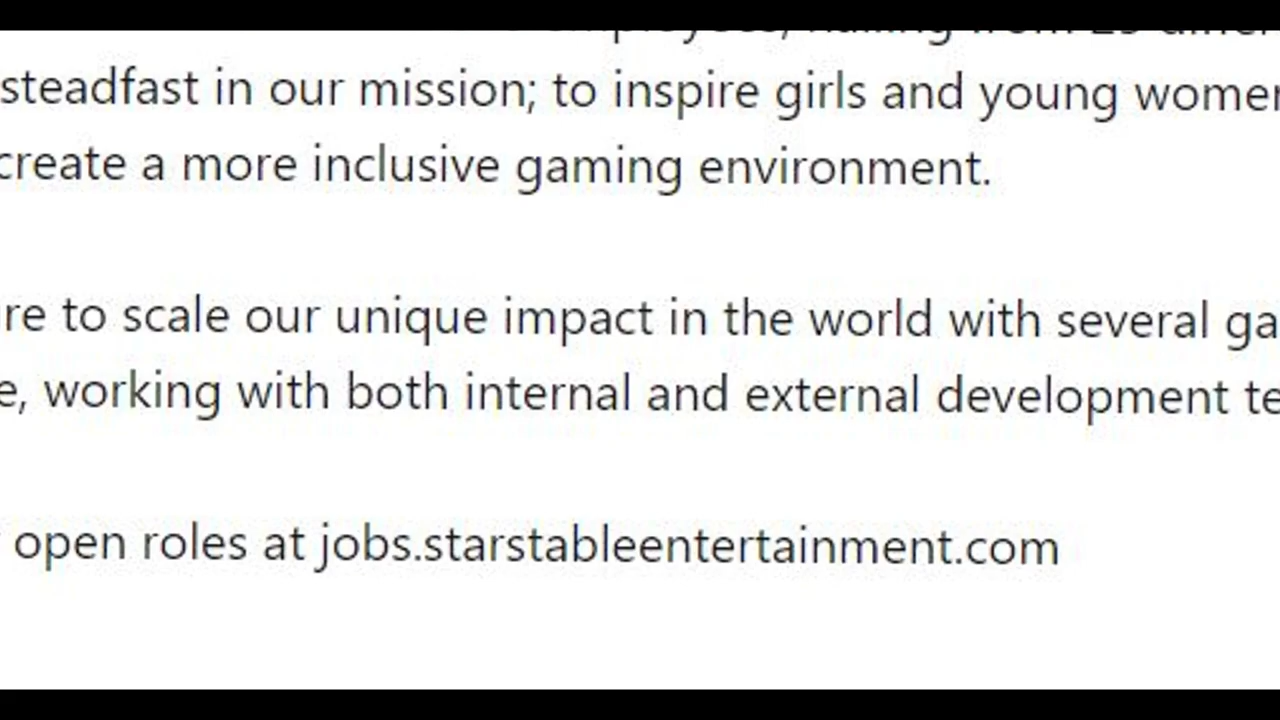 steadfast in our mission; to inspire girls and young women
create a more inclusive gaming environment.
re to scale our unique impact in the world with several ga
e, working with both internal and external development te
open roles at jobs.starstableentertainment.com